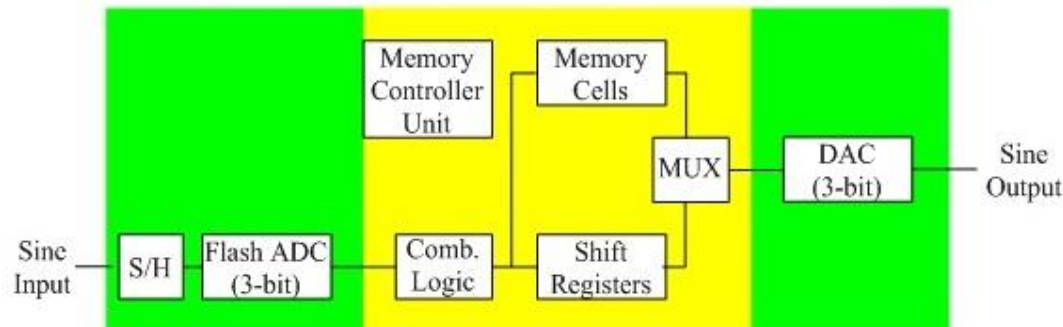 Memory
Controller
Unit
Memory
Cells
MUX
DAC
(3-bit)
Sine
Output
Sine
Input
S/H
Flash ADC
(3-bit)
Comb.
Logic
Shift
Registers